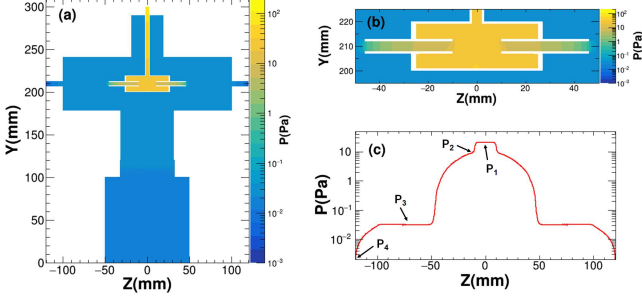 (a)
Y(mm)
300
250
200
150
100
50
0
−100
−50
0
50
100
Z(mm)
10²
10
1
10⁻¹
10⁻²
10⁻³
P(Pa)
(b)
Y(mm)
220
210
200
−40
−20
0
20
40
Z(mm)
10²
10
1
10⁻¹
10⁻²
10⁻³
P(Pa)
(c)
P(Pa)
10
1
10⁻¹
10⁻²
P₂
P₁
P₃
P₄
−100
−50
0
50
100
Z(mm)